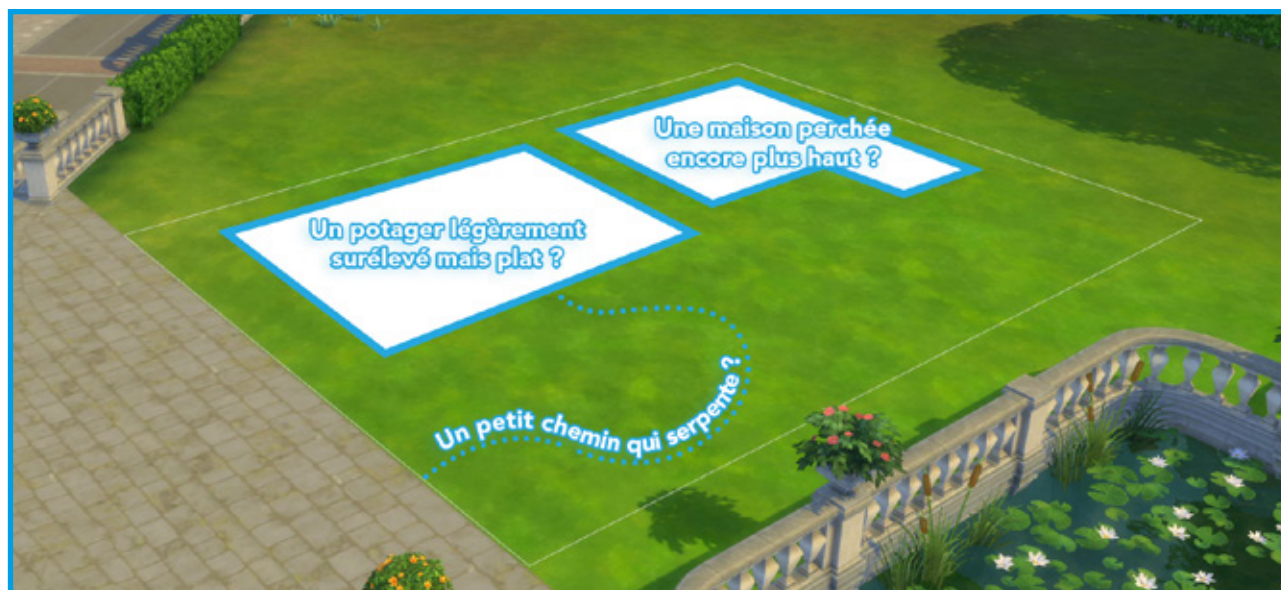 Une maison perchée
encore plus haut ?
Un potager légèrement
surélevé mais plat ?
Un petit chemin qui serpente ?